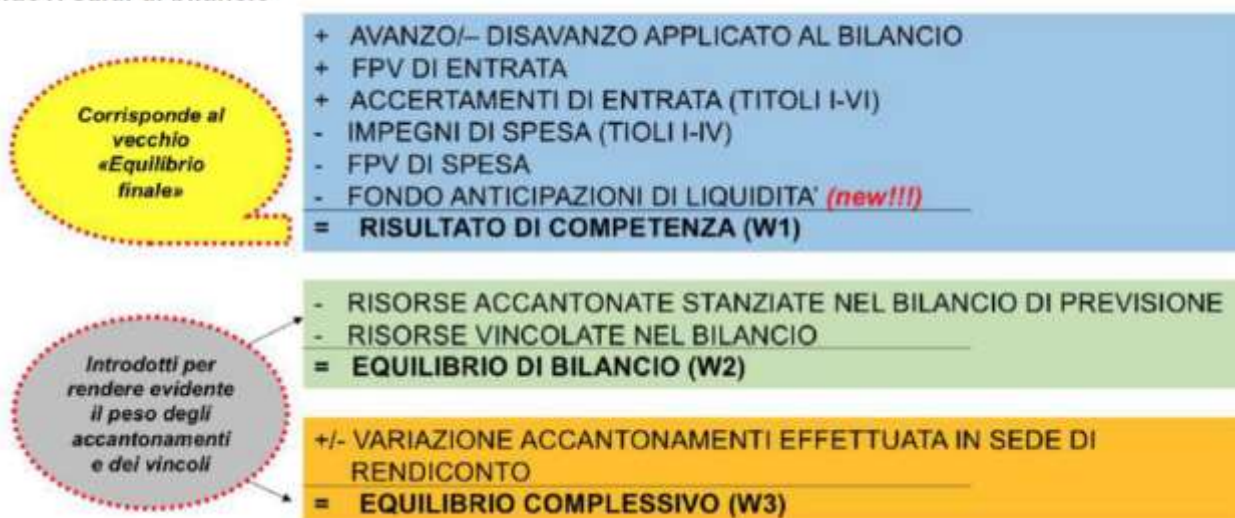 + AVANZO/– DISAVANZO APPLICATO AL BILANCIO
+ FPV DI ENTRATA
+ ACCERTAMENTI DI ENTRATA (TITOLI I-VI)
- IMPEGNI DI SPESA (TIOLI I-IV)
- FPV DI SPESA
- FONDO ANTICIPAZIONI DI LIQUIDITA' (new!!!)
= RISULTATO DI COMPETENZA (W1)
Corrisponde al
vecchio
«Equilibrio
finale»
- RISORSE ACCANTONATE STANZIATE NEL BILANCIO DI PREVISIONE
- RISORSE VINCOLATE NEL BILANCIO
= EQUILIBRIO DI BILANCIO (W2)
Introdotti per
rendere evidente
il peso degli
accantonamenti
e dei vincoli
+/- VARIAZIONE ACCANTONAMENTI EFFETTUATA IN SEDE DI
RENDICONTO
= EQUILIBRIO COMPLESSIVO (W3)